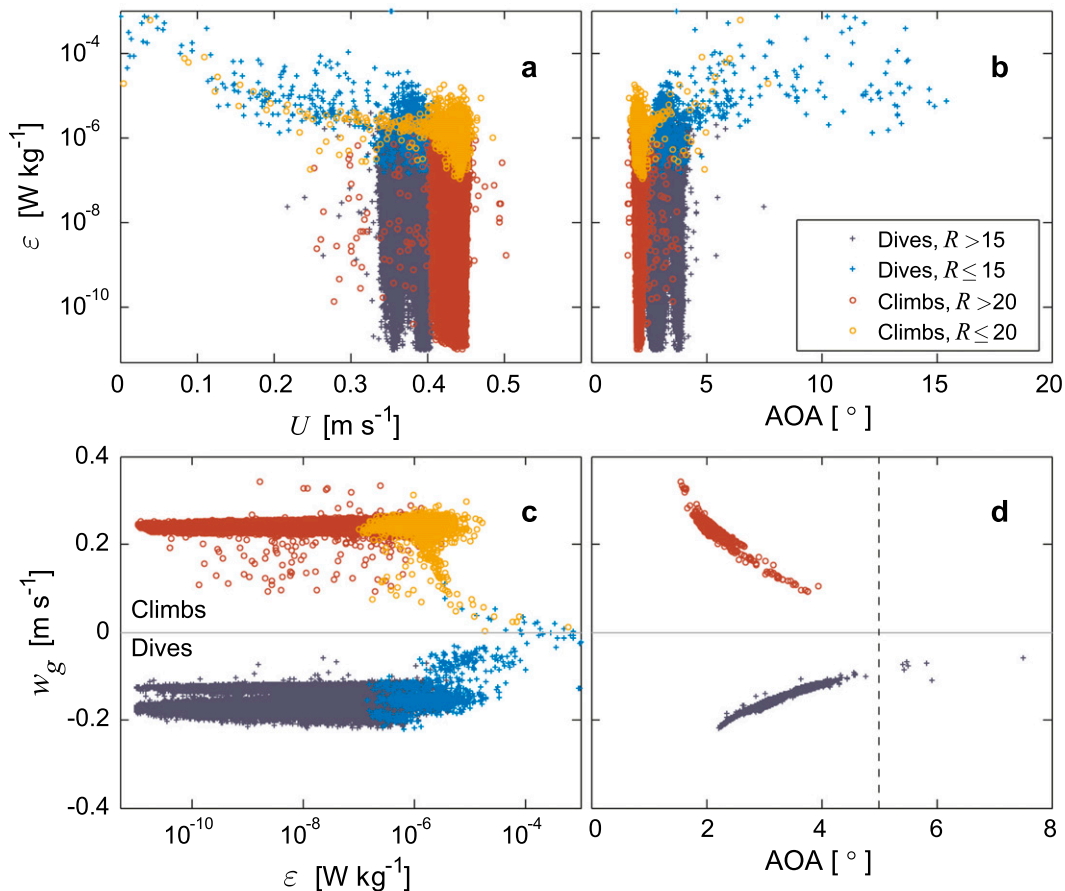 a
b
10⁻⁴
10⁻⁶
10⁻⁸
10⁻¹⁰
ε [W kg⁻¹]
0 0.1 0.2 0.3 0.4 0.5
U [m s⁻¹]
Dives, R >15
Dives, R ≤ 15
Climbs, R >20
Climbs, R ≤ 20
0 5 10 15 20
AOA [ ° ]
c
d
0.4
0.2
0
-0.2
-0.4
w_g [m s⁻¹]
Climbs
Dives
10⁻¹⁰ 10⁻⁸ 10⁻⁶ 10⁻⁴
ε [W kg⁻¹]
0 2 4 6 8
AOA [ ° ]